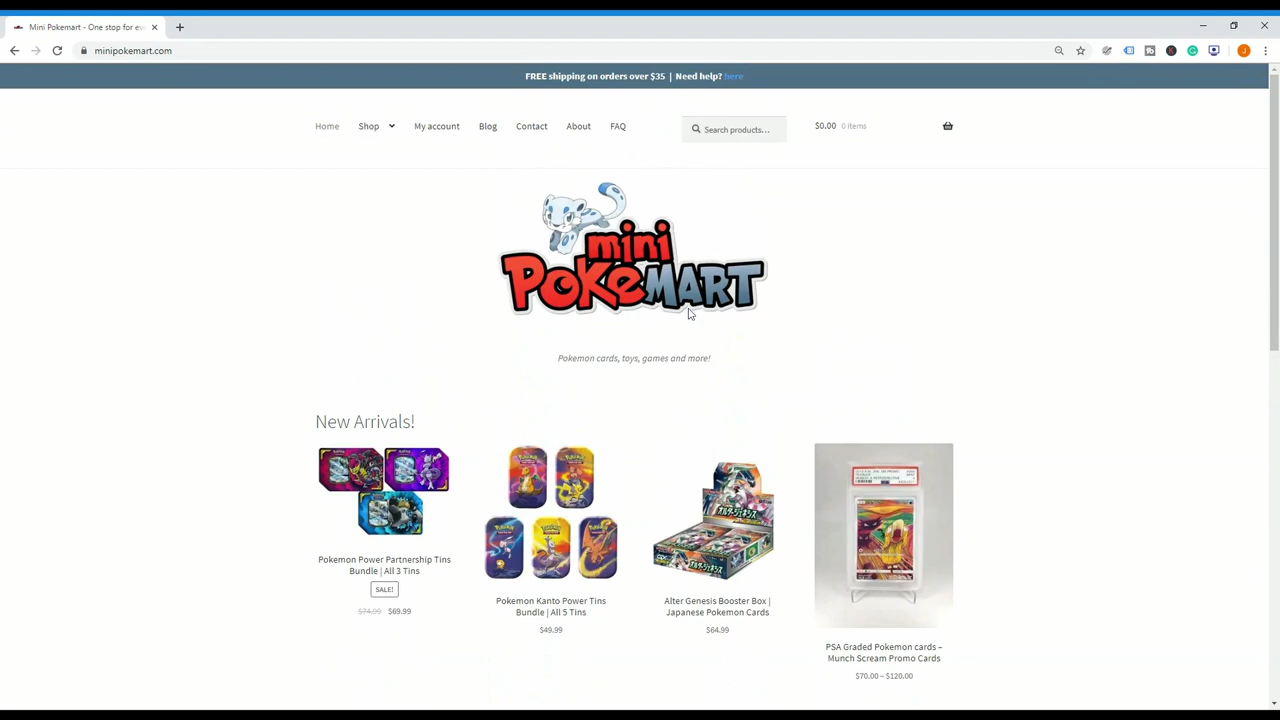 Mini Pokemart - One stop for ev
minipokemart.com
J
FREE shipping on orders over $35 | Need help? here
Home Shop My account Blog Contact About FAQ Search products... $0.00 0 items
mini
POKeMART
Pokemon cards, toys, games and more!
New Arrivals!
Pokemon Power Partnership Tins
Bundle | All 3 Tins
SALE!
$74.99 $69.99
Pokemon Kanto Power Tins
Bundle | All 5 Tins
$49.99
Alter Genesis Booster Box |
Japanese Pokemon Cards
$64.99
PSA Graded Pokemon cards –
Munch Scream Promo Cards
$70.00 – $120.00